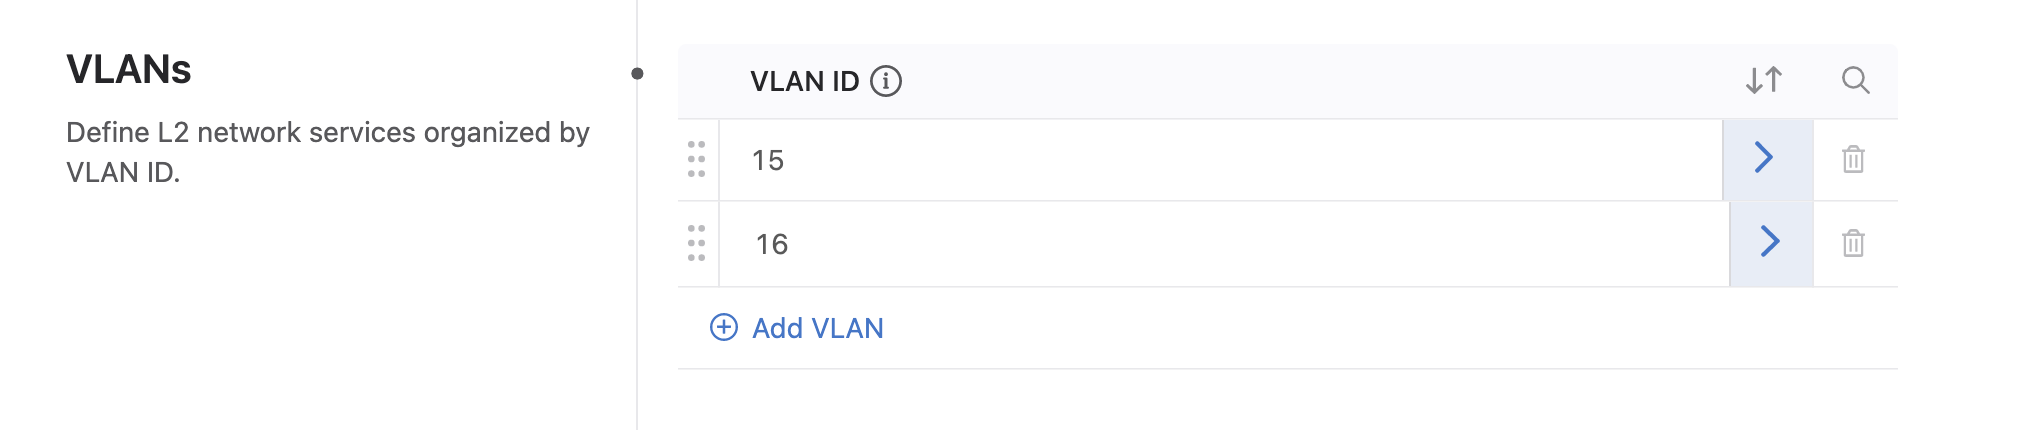 VLANs
Define L2 network services organized by
VLAN ID.
VLAN ID
15
16
Add VLAN